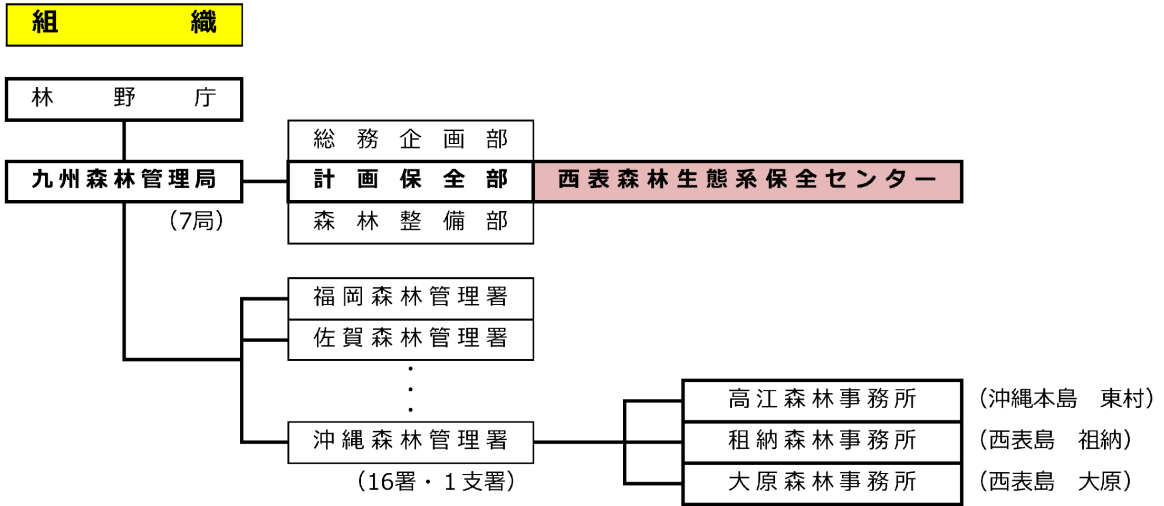 組織
林野庁
九州森林管理局
(7局)
総務企画部
計画保全部
西表森林生態系保全センター
森林整備部
福岡森林管理署
佐賀森林管理署
・
・
・
沖縄森林管理署
(16署・1支署)
高江森林事務所
(沖縄本島 東村)
租納森林事務所
(西表島 祖納)
大原森林事務所
(西表島 大原)